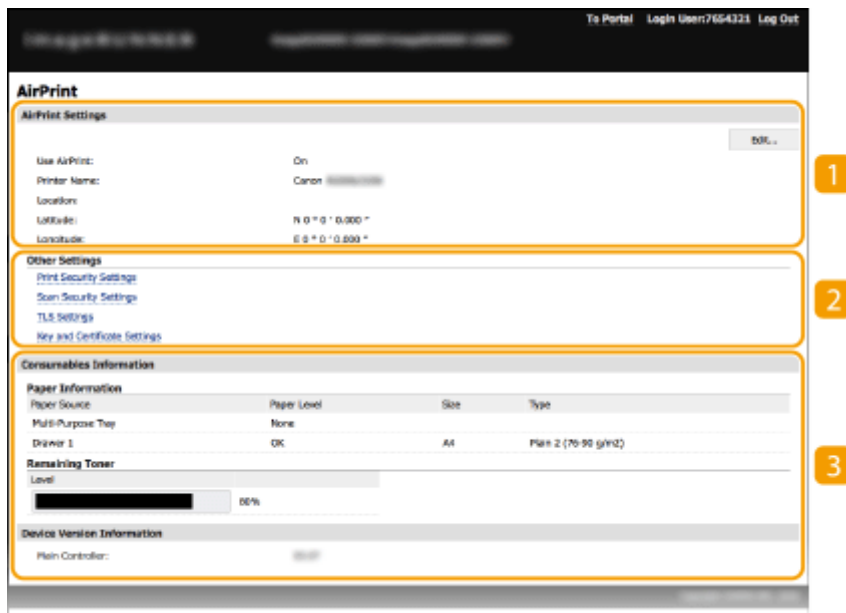 To Portal Login User:7654321 Log Out
imageRUNNER
AirPrint
AirPrint Settings
Edit...
1
Use AirPrint: On
Printer Name: Canon
Location:
Latitude: N 0 ° 0 ' 0.000 "
Longitude: E 0 ° 0 ' 0.000 "
Other Settings
Print Security Settings
Scan Security Settings
2
TLS Settings
Key and Certificate Settings
Consumables Information
Paper Information
Paper Source Paper Level Size Type
Multi-Purpose Tray None
Drawer 1 OK A4 Plain 2 (76-90 g/m2)
Remaining Toner
3
Level
80%
Device Version Information
Main Controller: